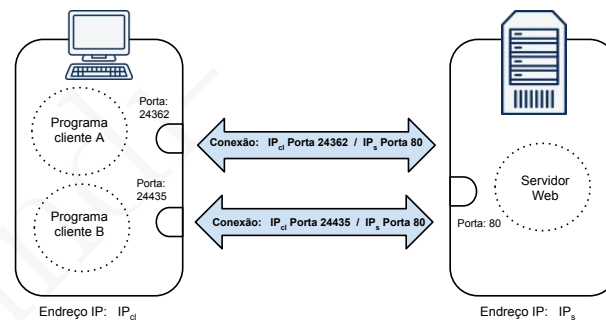 Porta:
24362
Programa
cliente A
Conexão: IPcl Porta 24362 / IPs Porta 80
Porta:
24435
Programa
cliente B
Conexão: IPcl Porta 24435 / IPs Porta 80
Servidor
Web
Porta: 80
Endreço IP: IPcl
Endreço IP: IPs